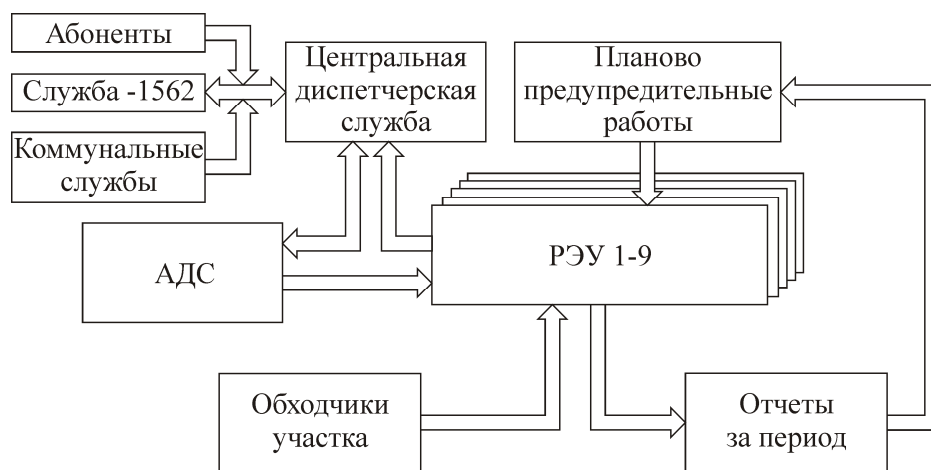 Абоненты
Служба -1562
Коммунальные
службы
Центральная
диспетчерская
служба
Планово
предупредительные
работы
АДС
РЭУ 1-9
Обходчики
участка
Отчеты
за период